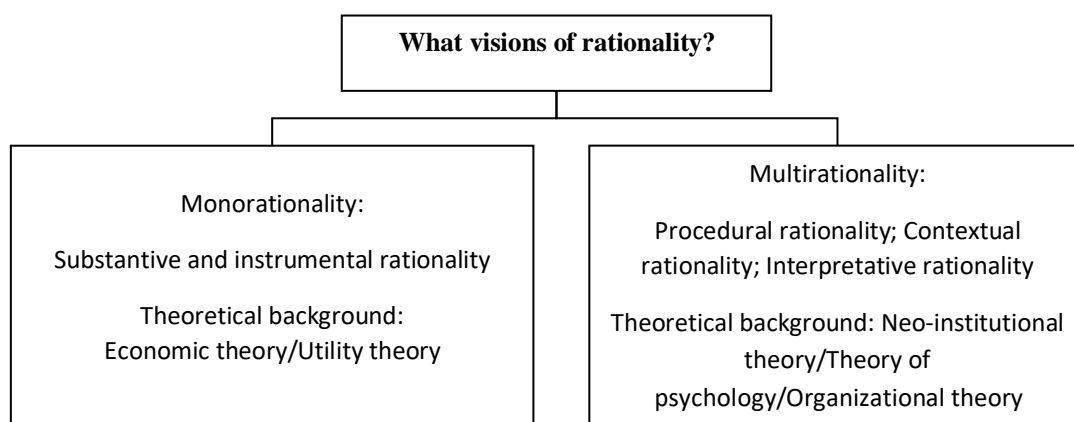 What visions of rationality?
Monorationality:
Substantive and instrumental rationality
Theoretical background:
Economic theory/Utility theory
Multirationality:
Procedural rationality; Contextual
rationality; Interpretative rationality
Theoretical background: Neo-institutional
theory/Theory of
psychology/Organizational theory